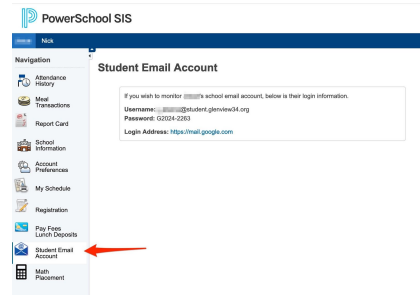 PowerSchool SIS
Nick
Navigation
Student Email Account
Attendance
History
Meal
Transactions
Report Card
School
Information
Account
Preferences
My Schedule
Registration
Pay Fees
Lunch Deposits
Student Email
Account
Math
Placement
If you wish to monitor 's school email account, below is their login information.
Username: @student.glenview34.org
Password: G2024-2263
Login Address: https://mail.google.com